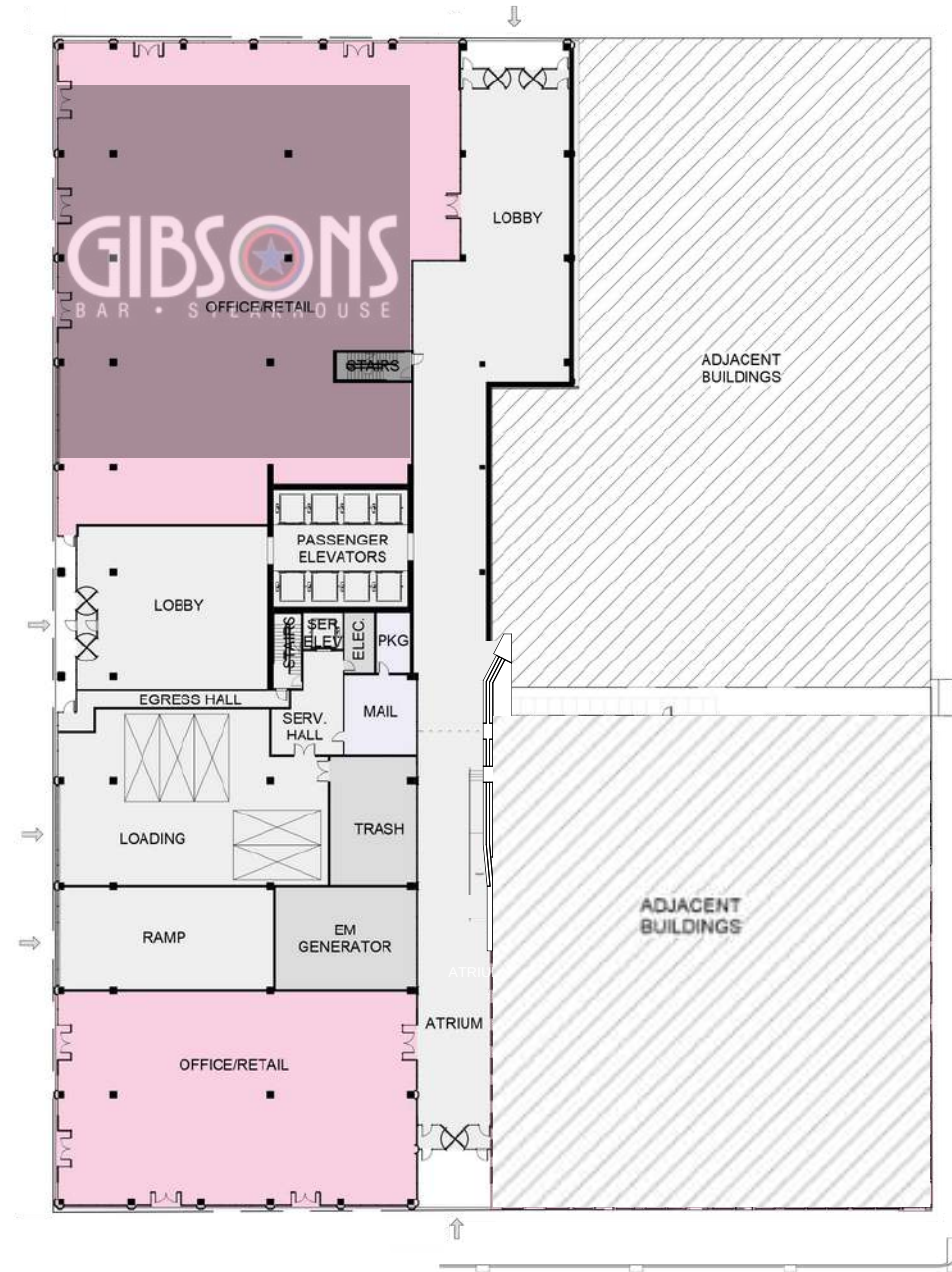 LOBBY
GIBSONS
BAR • STEAKHOUSE
OFFICE/RETAIL
STAIRS
ADJACENT
BUILDINGS
PASSENGER
ELEVATORS
LOBBY
STAIRS
SER.
ELEV
ELEC.
PKG
EGRESS HALL
MAIL
SERV.
HALL
LOADING
TRASH
ADJACENT
BUILDINGS
RAMP
EM
GENERATOR
ATRIUM
ATRIUM
OFFICE/RETAIL